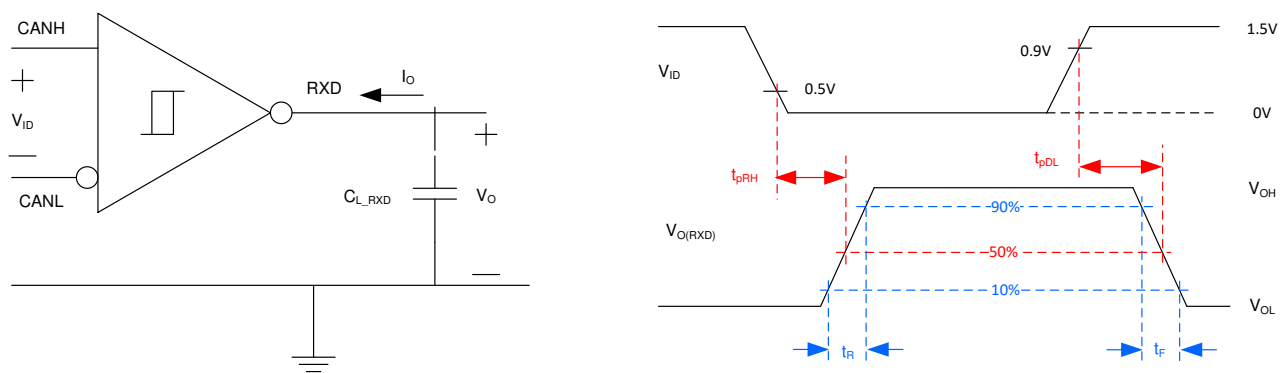 CANH
+
V_ID
—
CANL
RXD
I_O
+
C_L_RXD
V_O
—
V_ID
0.5V
0.9V
1.5V
0V
t_pRH
t_pDL
V_O(RXD)
90%
50%
10%
V_OH
V_OL
t_R
t_F